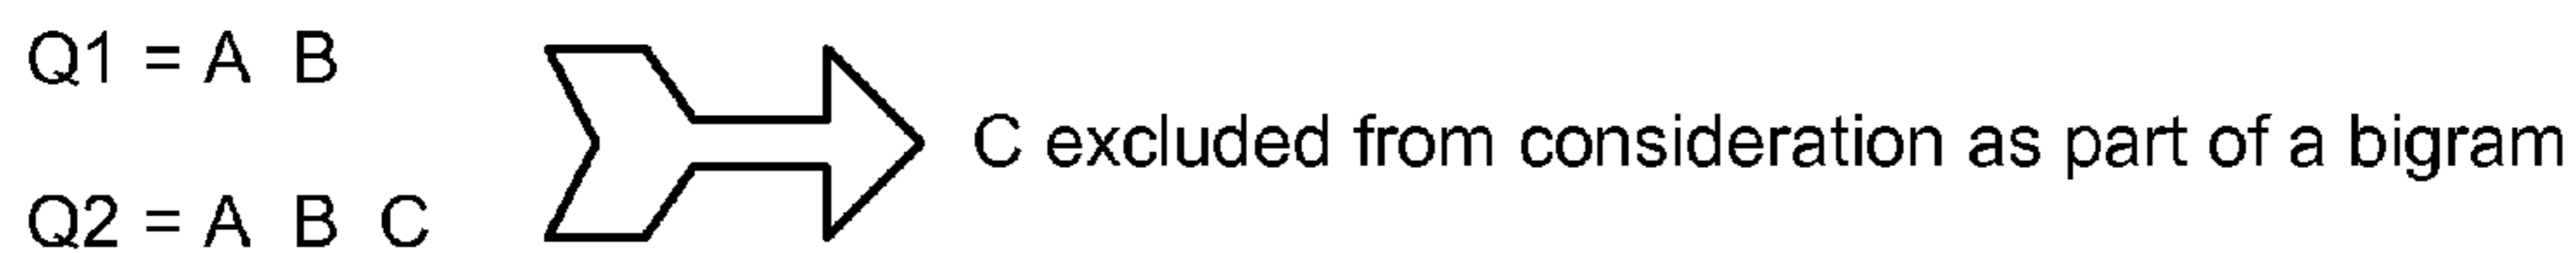 Q1 = A B
C excluded from consideration as part of a bigram
Q2 = A B C